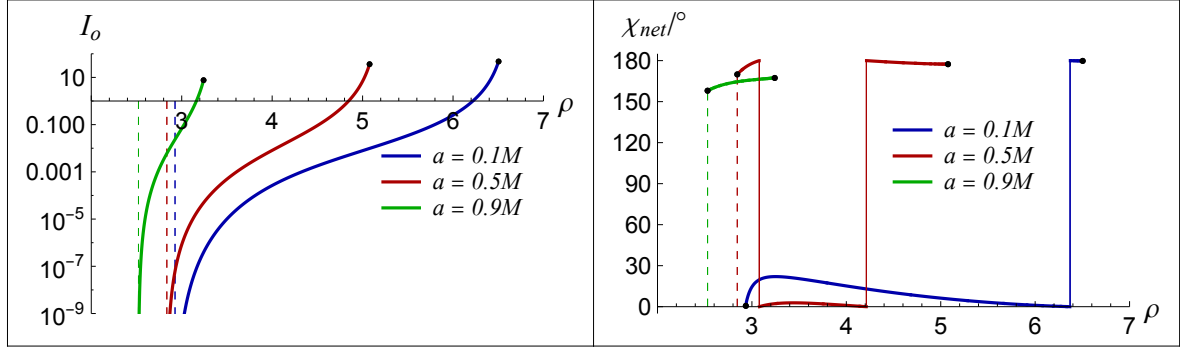 I_o
10
0.100
0.001
10^-5
10^-7
10^-9
3 4 5 6 7
ρ
a = 0.1M
a = 0.5M
a = 0.9M
χ_net/°
180
150
120
90
60
30
0
3 4 5 6 7
ρ
a = 0.1M
a = 0.5M
a = 0.9M